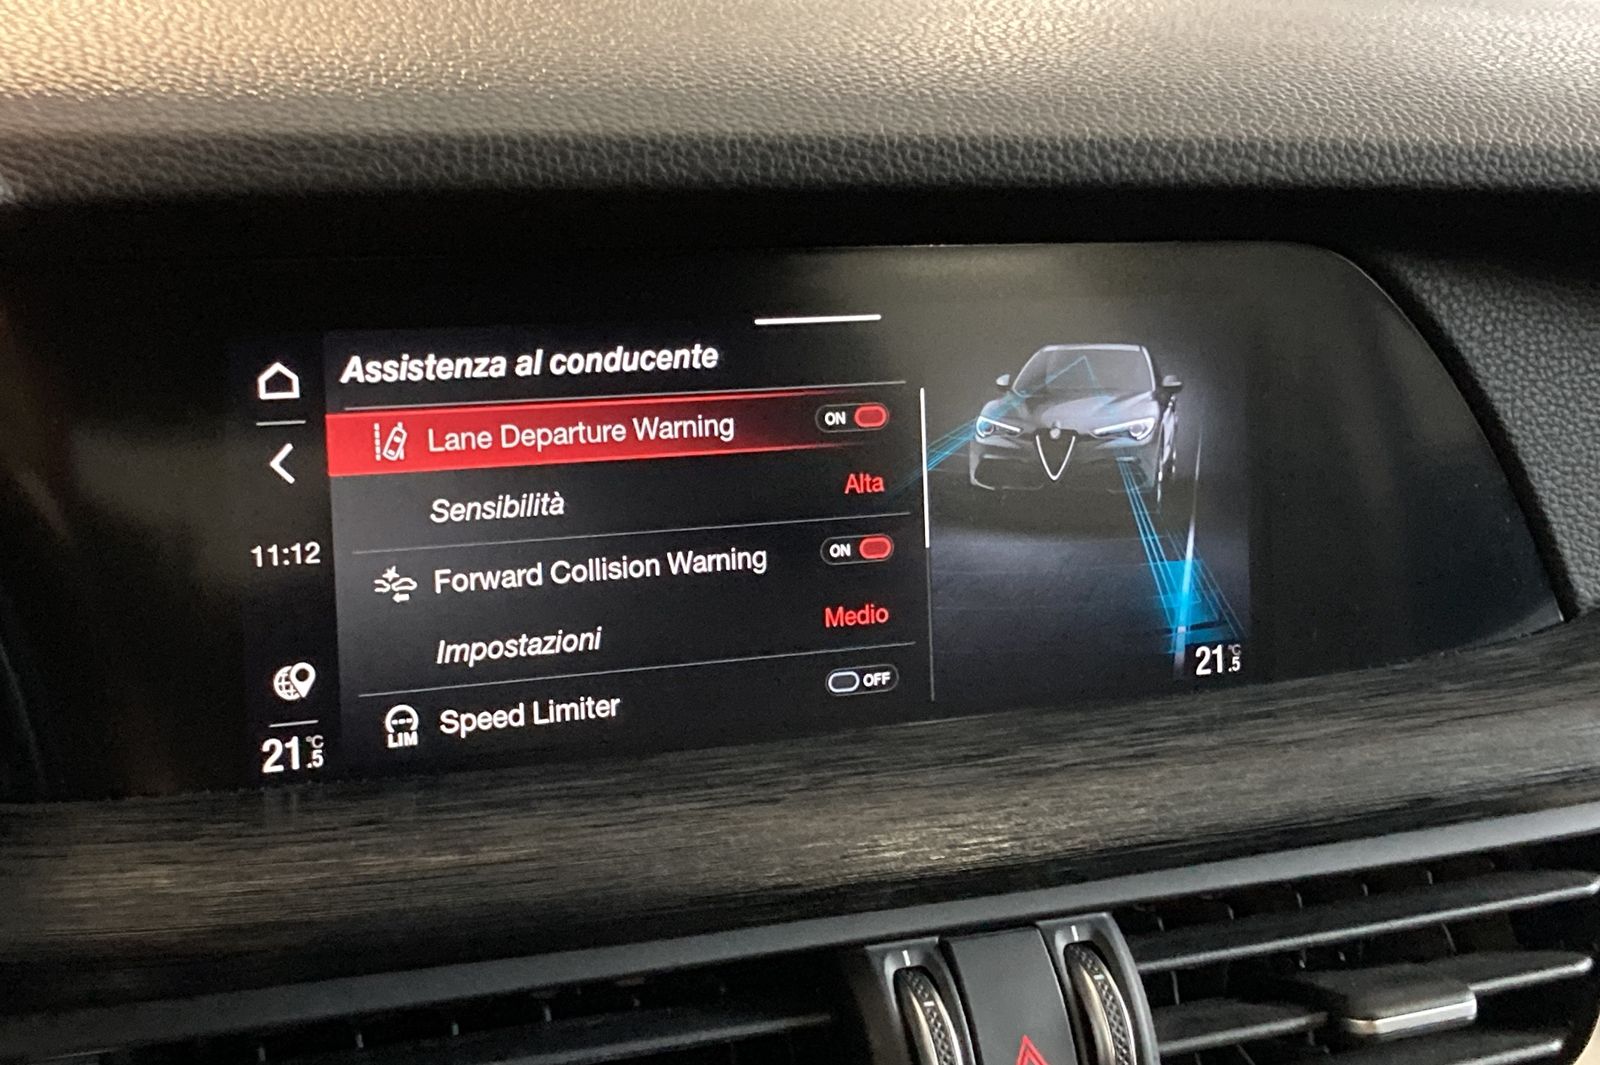 Assistenza al conducente
Lane Departure Warning ON
Sensibilità Alta
Forward Collision Warning ON
Impostazioni Medio
Speed Limiter OFF
LIM
11:12
21.5 °C
21.5 °C